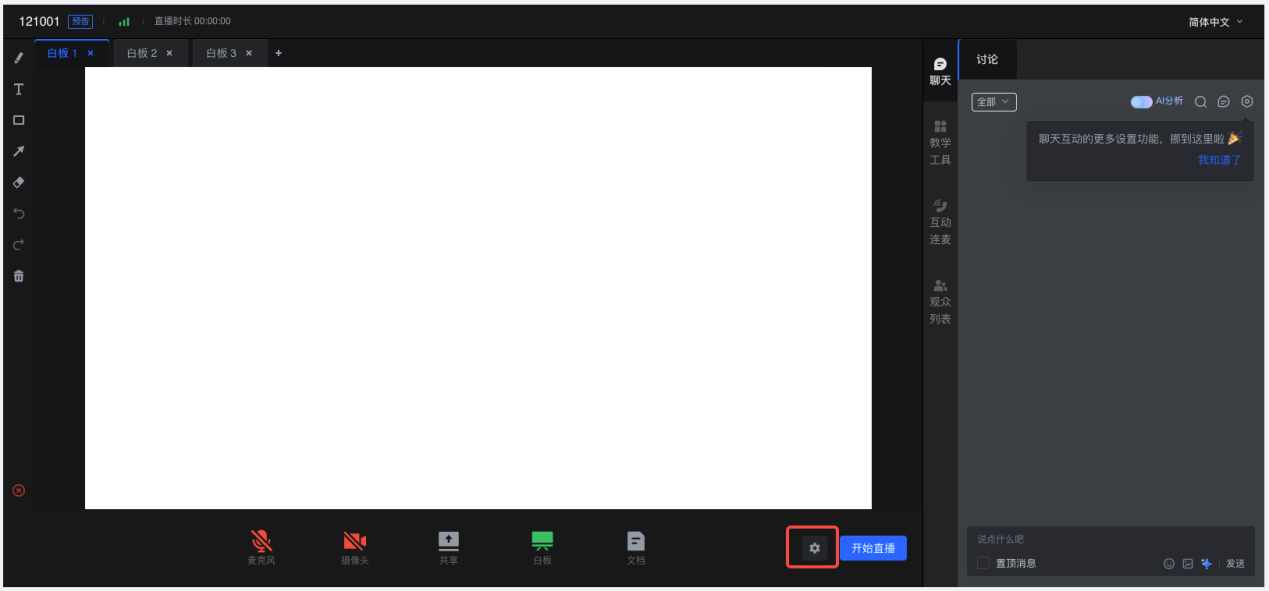 121001 预告 直播时长 00:00:00 简体中文
白板 1 × 白板 2 × 白板 3 × +
T
聊天
教学
工具
互动
连麦
观众
列表
讨论
全部 AI分析
聊天互动的更多设置功能，挪到这里啦
我知道了
麦克风 摄像头 共享 白板 文档 开始直播
说点什么吧
置顶消息 发送